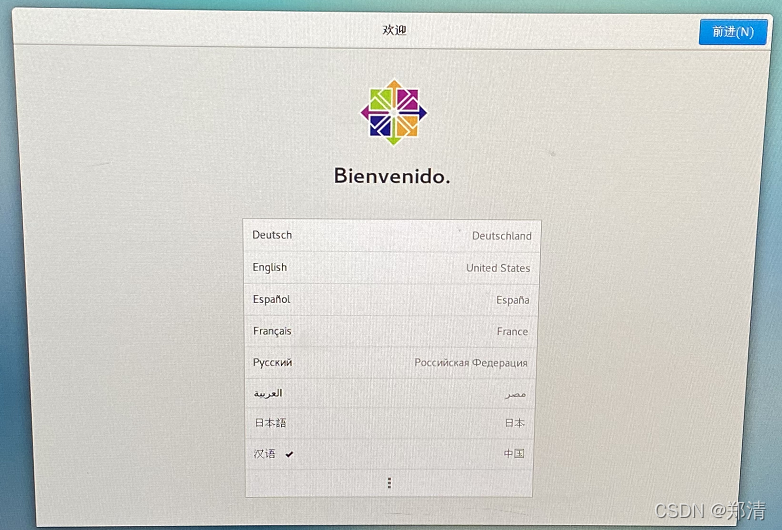 欢迎
前进(N)
Bienvenido.
Deutsch Deutschland
English United States
Español España
Français France
Русский Российская Федерация
العربية مصر
日本語 日本
汉语 ✔ 中国
CSDN @郑清